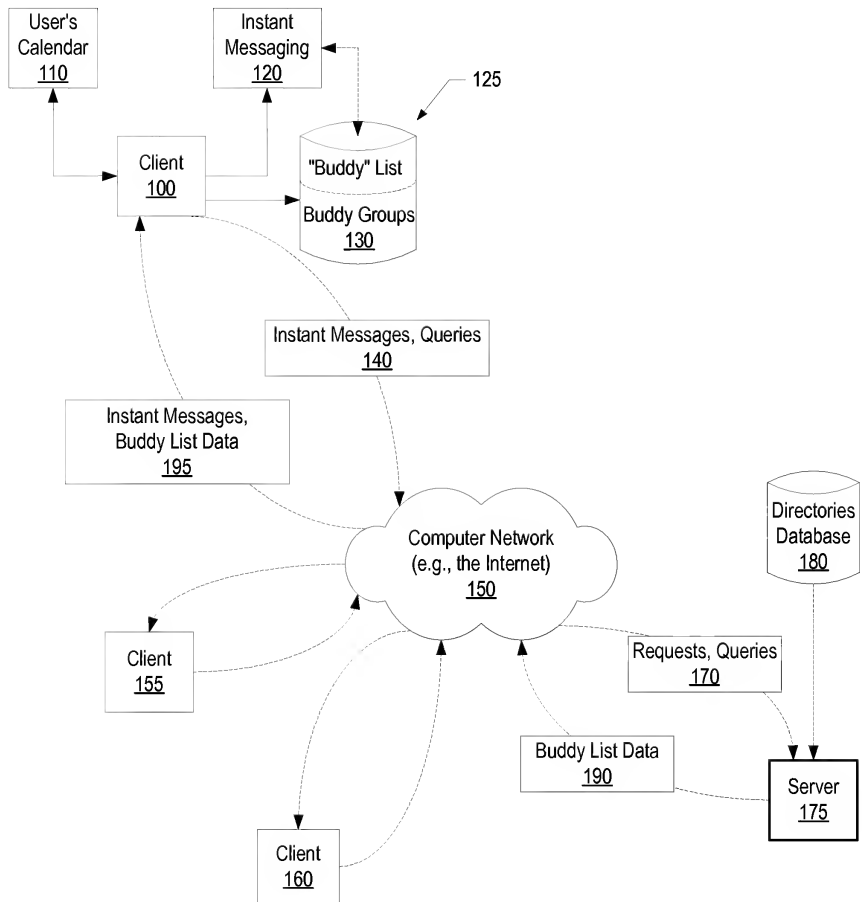 User's
Calendar
110
Instant
Messaging
120
125
Client
100
"Buddy" List
Buddy Groups
130
Instant Messages, Queries
140
Instant Messages,
Buddy List Data
195
Computer Network
(e.g., the Internet)
150
Directories
Database
180
Client
155
Requests, Queries
170
Buddy List Data
190
Server
175
Client
160